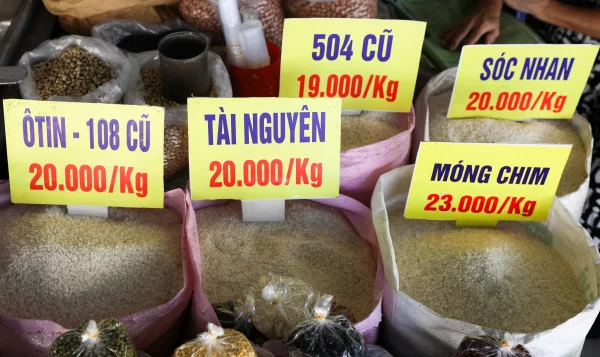 504 CŨ
19.000/Kg
SÓC NHAN
20.000/Kg
ÔTIN - 108 CŨ
20.000/Kg
TÀI NGUYÊN
20.000/Kg
MÓNG CHIM
23.000/Kg